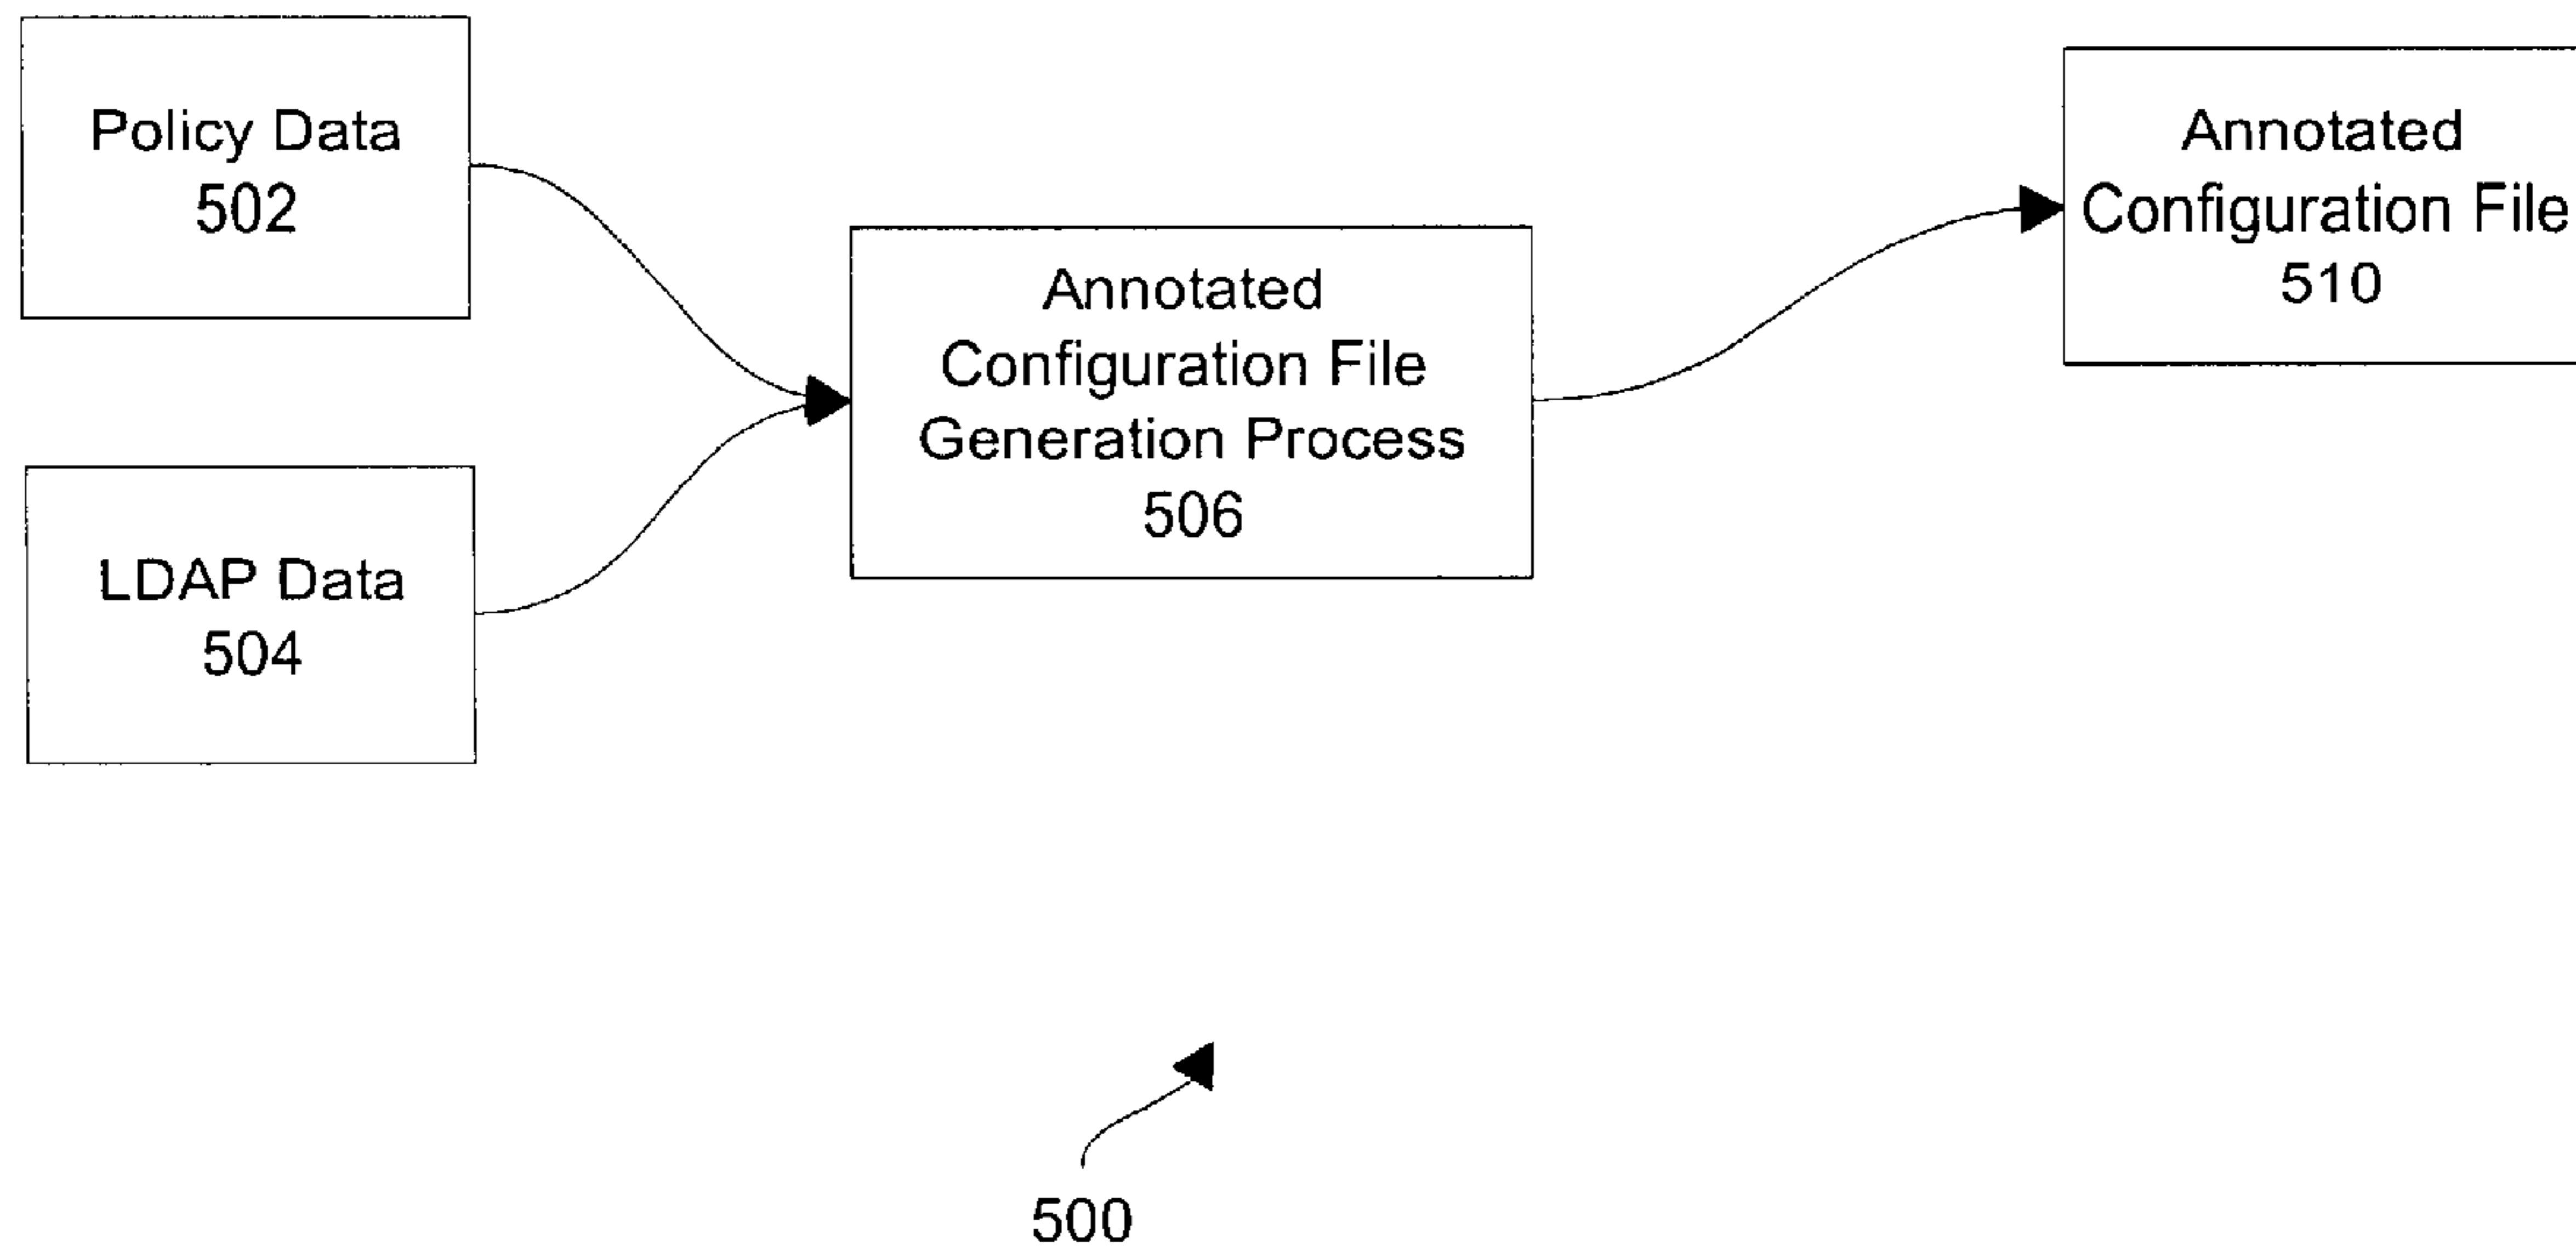 Policy Data
502
LDAP Data
504
Annotated
Configuration File
Generation Process
506
Annotated
Configuration File
510
500